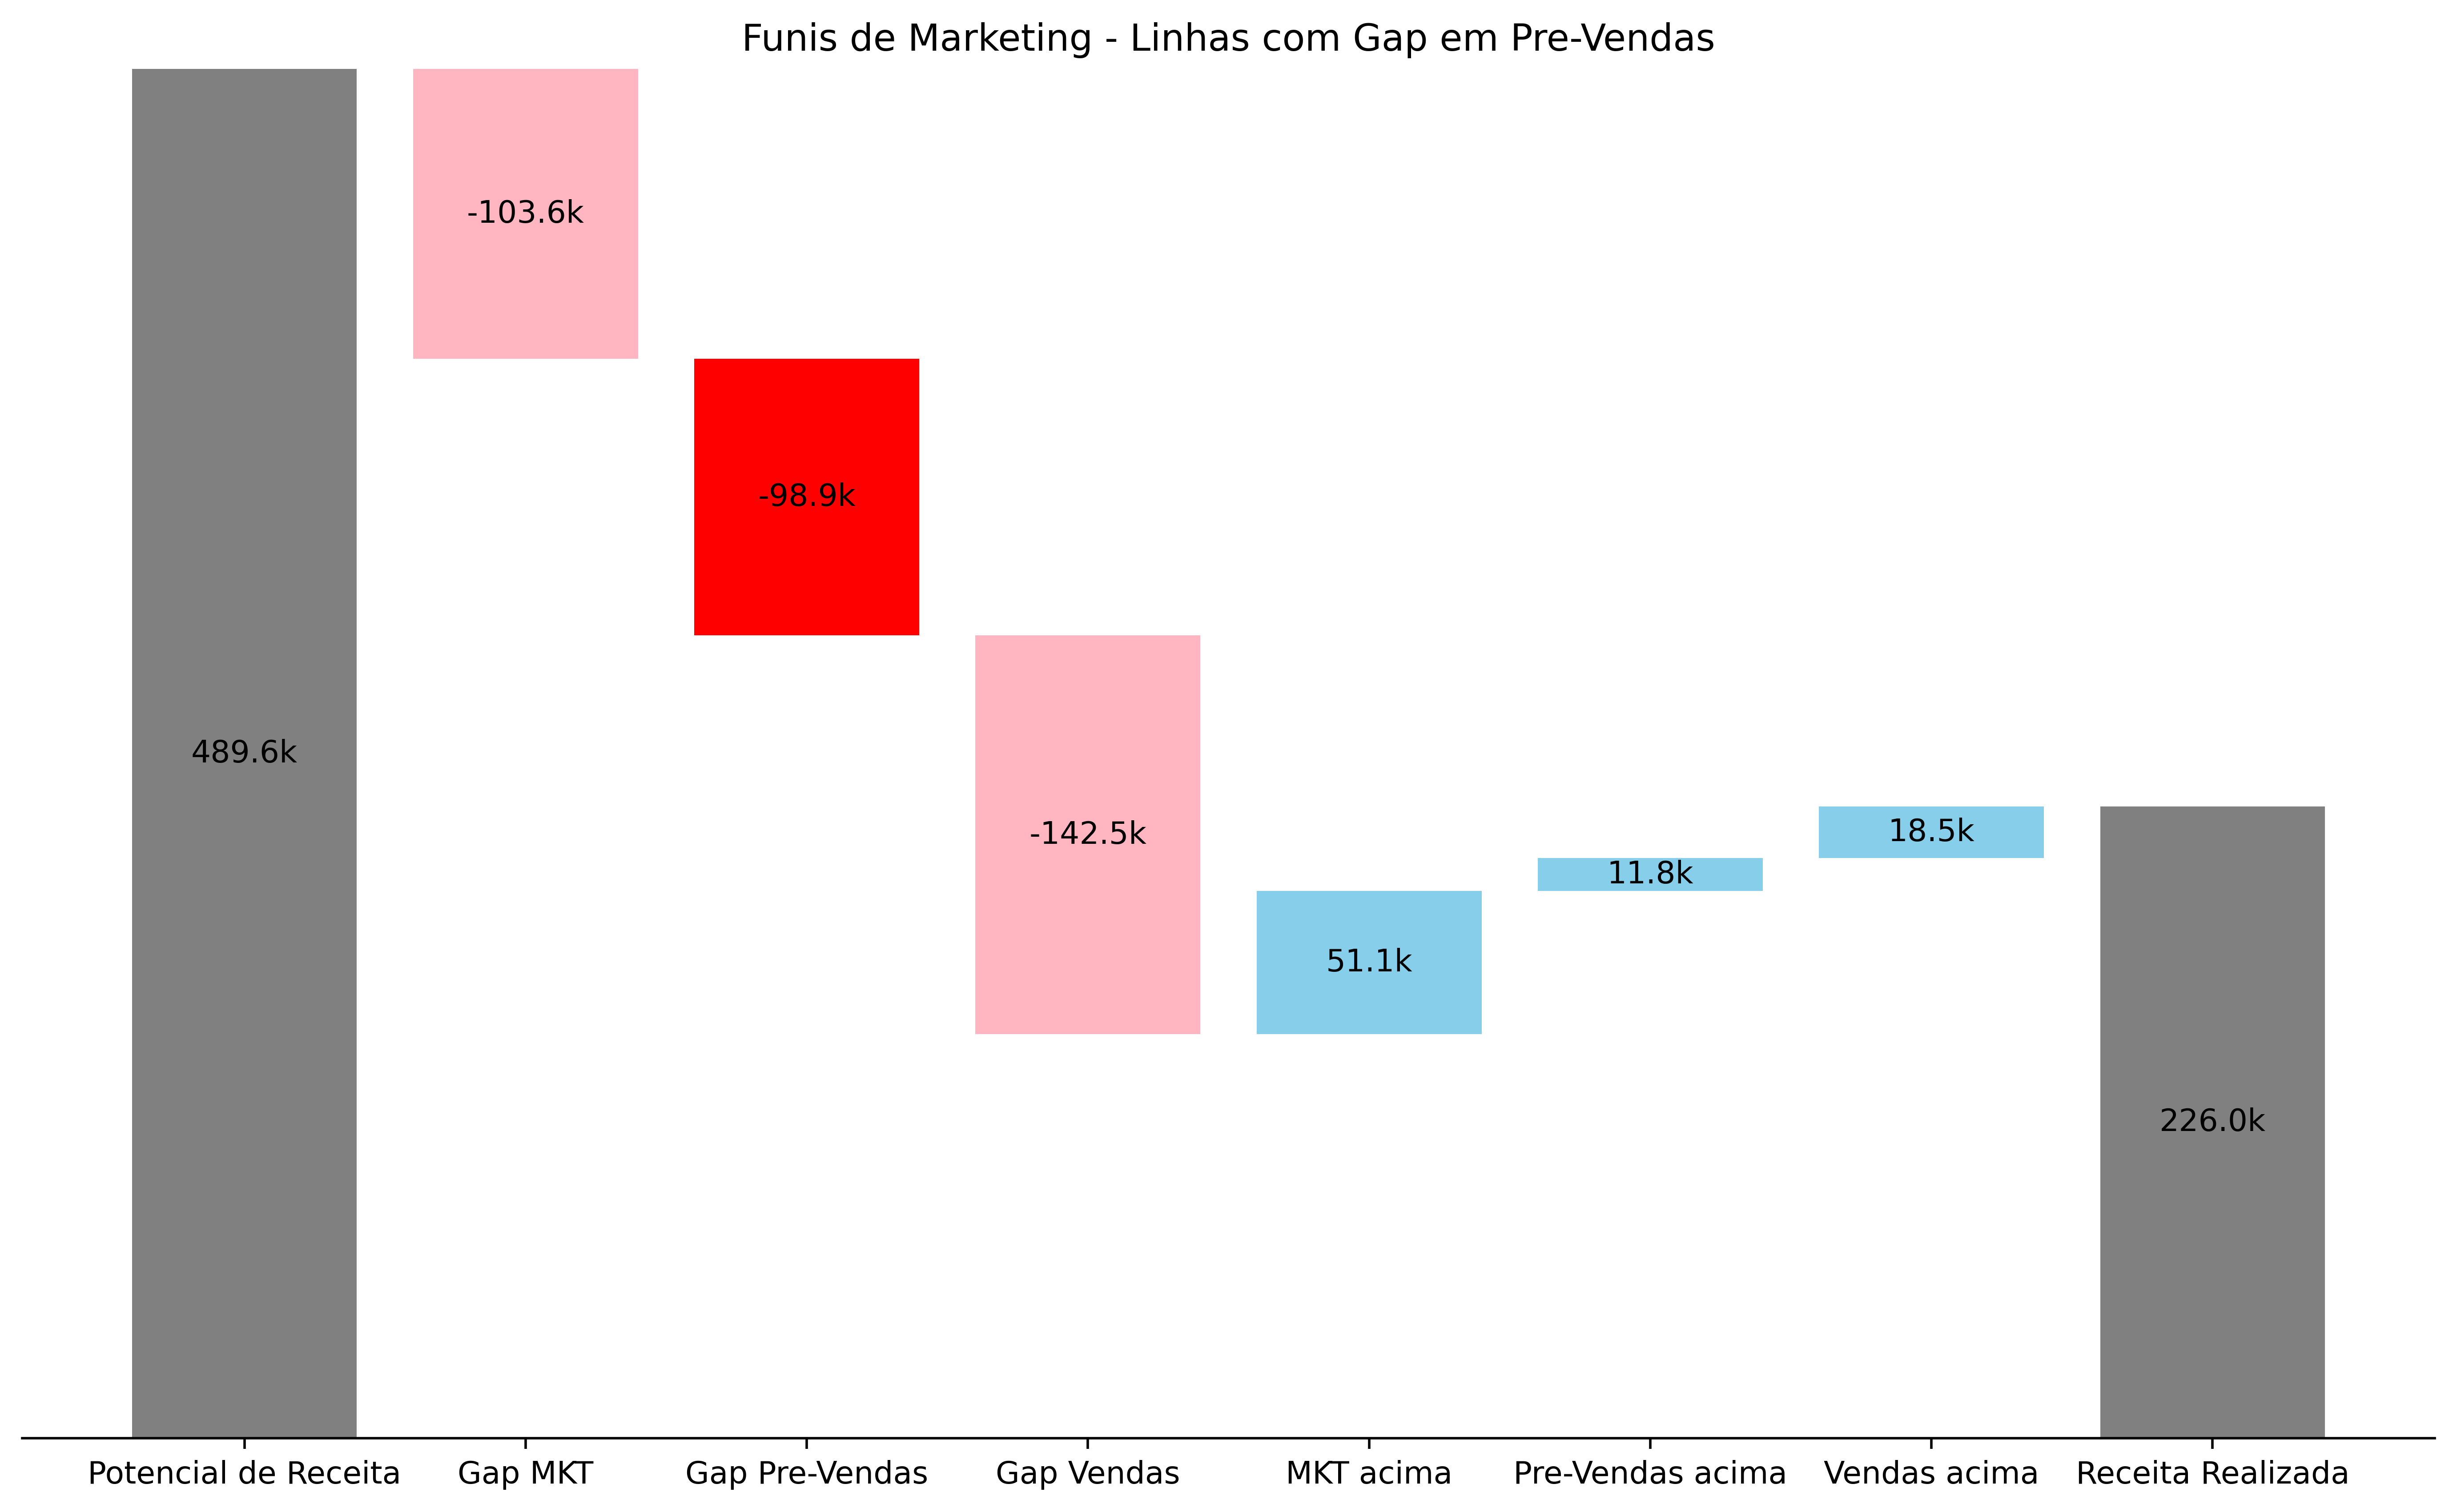 Funis de Marketing - Linhas com Gap em Pre-Vendas
489.6k
-103.6k
-98.9k
-142.5k
51.1k
11.8k
18.5k
226.0k
Potencial de Receita
Gap MKT
Gap Pre-Vendas
Gap Vendas
MKT acima
Pre-Vendas acima
Vendas acima
Receita Realizada